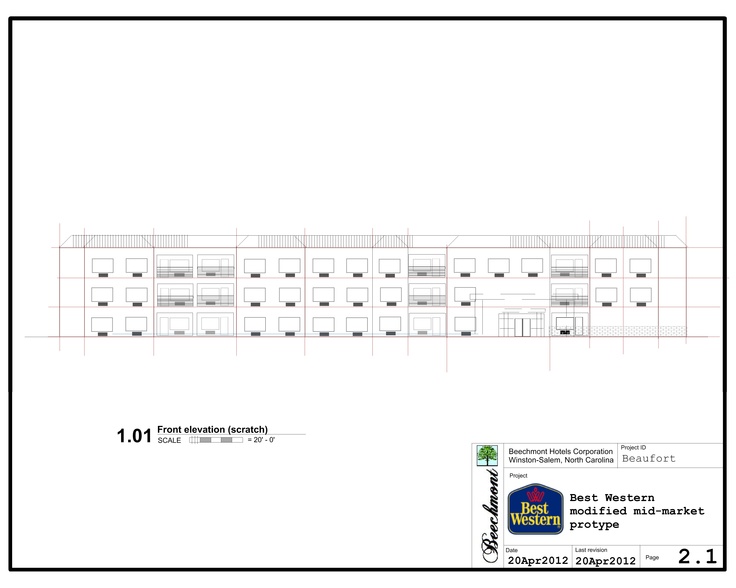 1.01 Front elevation (scratch)
SCALE = 20' - 0'
Beechmont
Beechmont Hotels Corporation
Winston-Salem, North Carolina
Project ID
Beaufort
Project
Best
Western
Best Western
modified mid-market
protype
Date
20Apr2012
Last revision
20Apr2012
Page 2.1